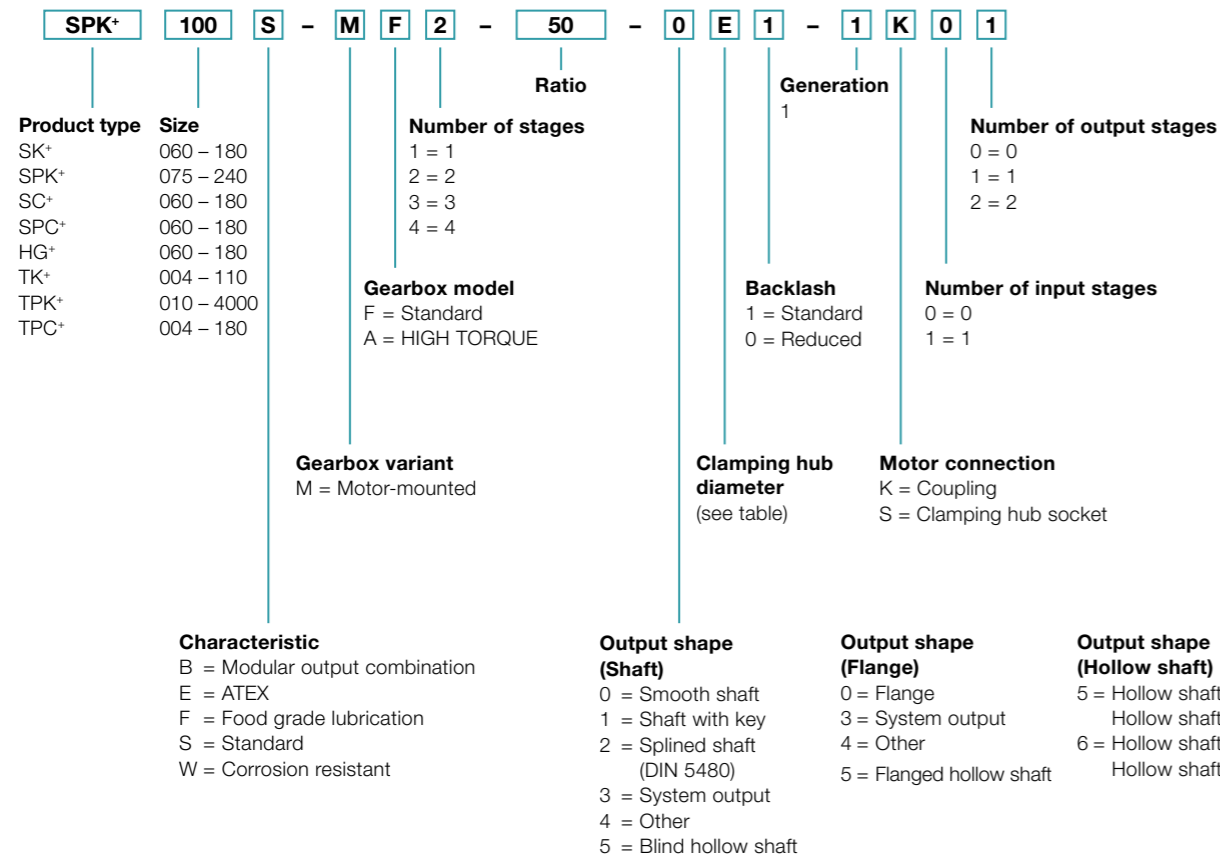 SPK⁺ 100 S – M F 2 – 50 – 0 E 1 – 1 K 0 1
Ratio
Generation
1
Product type
SK⁺
SPK⁺
SC⁺
SPC⁺
HG⁺
TK⁺
TPK⁺
TPC⁺
Size
060 – 180
075 – 240
060 – 180
060 – 180
060 – 180
004 – 110
010 – 4000
004 – 180
Number of stages
1 = 1
2 = 2
3 = 3
4 = 4
Number of output stages
0 = 0
1 = 1
2 = 2
Gearbox model
F = Standard
A = HIGH TORQUE
Backlash
1 = Standard
0 = Reduced
Number of input stages
0 = 0
1 = 1
Gearbox variant
M = Motor-mounted
Clamping hub
diameter
(see table)
Motor connection
K = Coupling
S = Clamping hub socket
Characteristic
B = Modular output combination
E = ATEX
F = Food grade lubrication
S = Standard
W = Corrosion resistant
Output shape
(Shaft)
0 = Smooth shaft
1 = Shaft with key
2 = Splined shaft
(DIN 5480)
3 = System output
4 = Other
5 = Blind hollow shaft
Output shape
(Flange)
0 = Flange
3 = System output
4 = Other
5 = Flanged hollow shaft
Output shape
(Hollow shaft)
5 = Hollow shaft
Hollow shaft
6 = Hollow shaft
Hollow shaft